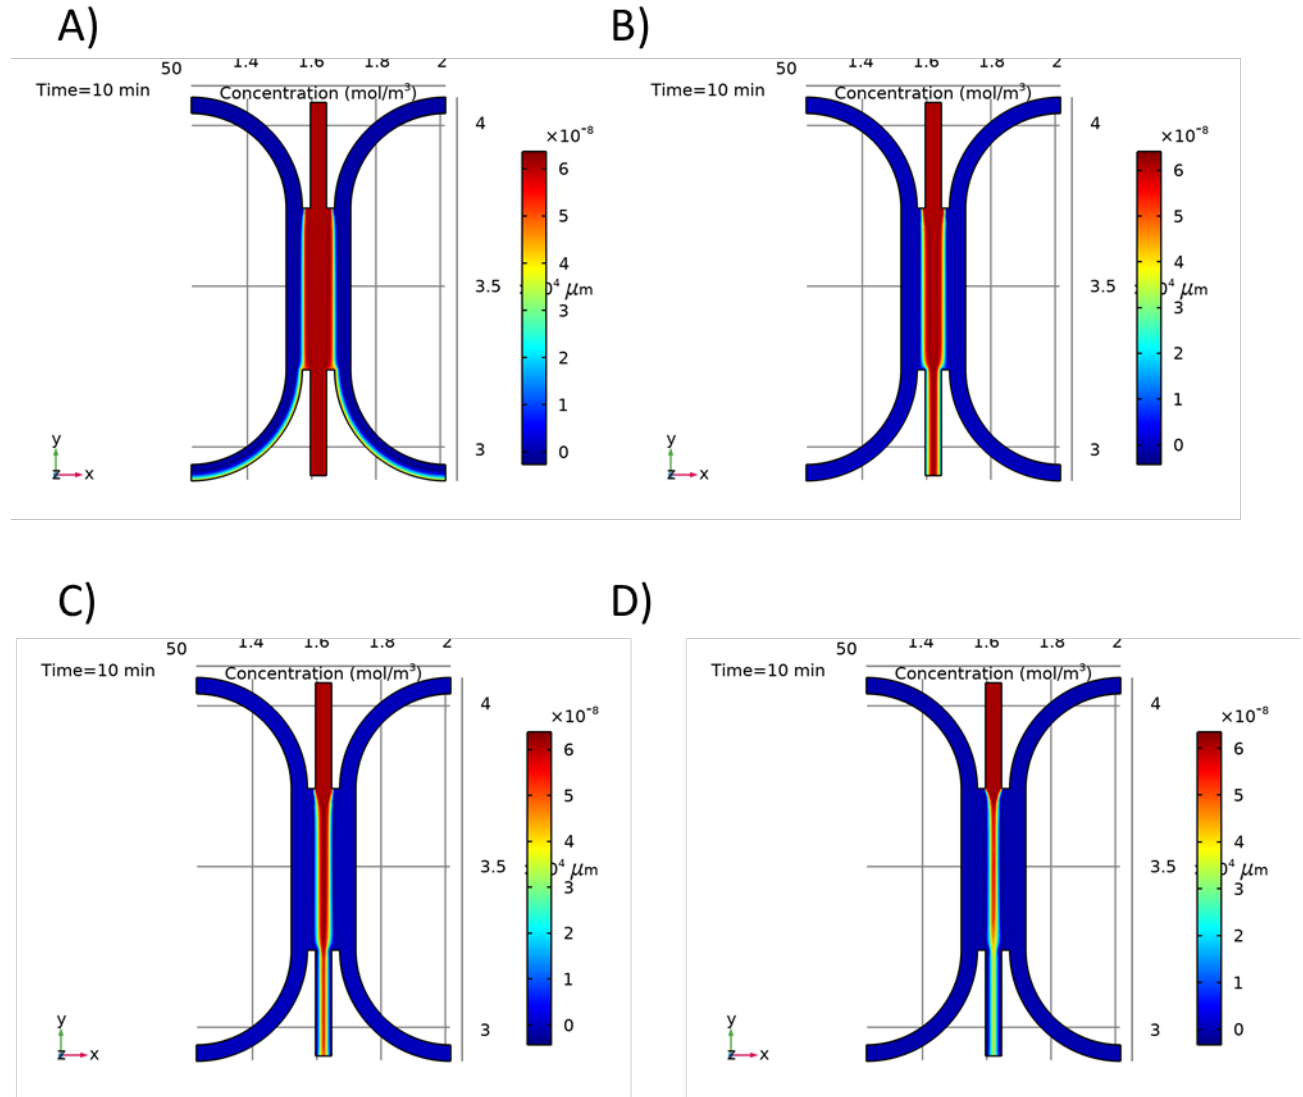 A) B)
50 1.4 1.6 1.8 2 50 1.4 1.6 1.8 2
Time=10 min Concentration (mol/m³) Time=10 min Concentration (mol/m³)
4 ×10⁻⁸ 4 ×10⁻⁸
6 6
5 5
4 4
3.5 ⁴ μm 3.5 ⁴ μm
3 3
2 2
1 1
3 0 3 0
y y
z x z x
C) D)
50 1.4 1.6 1.8 2 50 1.4 1.6 1.8 2
Time=10 min Concentration (mol/m³) Time=10 min Concentration (mol/m³)
4 ×10⁻⁸ 4 ×10⁻⁸
6 6
5 5
4 4
3.5 ⁴ μm 3.5 ⁴ μm
3 3
2 2
1 1
3 0 3 0
y y
z x z x